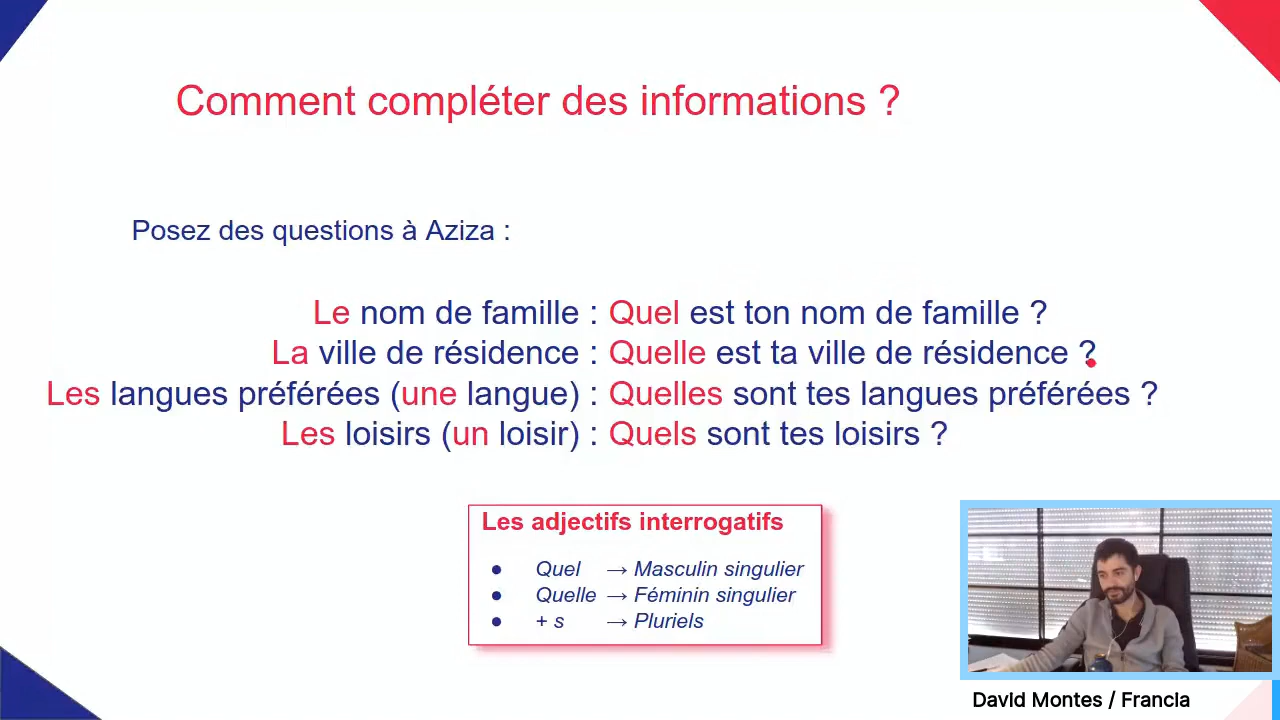 Comment compléter des informations ?
Posez des questions à Aziza :
Le nom de famille : Quel est ton nom de famille ?
La ville de résidence : Quelle est ta ville de résidence ?
Les langues préférées (une langue) : Quelles sont tes langues préférées ?
Les loisirs (un loisir) : Quels sont tes loisirs ?
Les adjectifs interrogatifs
● Quel → Masculin singulier
● Quelle → Féminin singulier
● + s → Pluriels
David Montes / Francia